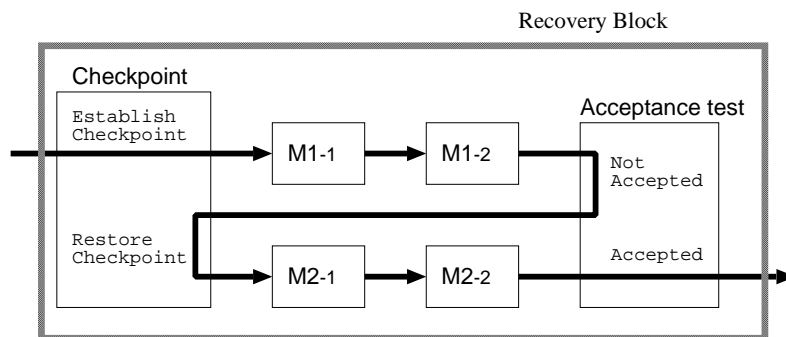 Recovery Block
Checkpoint
Establish
Checkpoint
Acceptance test
M1-1
M1-2
Not
Accepted
Restore
Checkpoint
M2-1
M2-2
Accepted